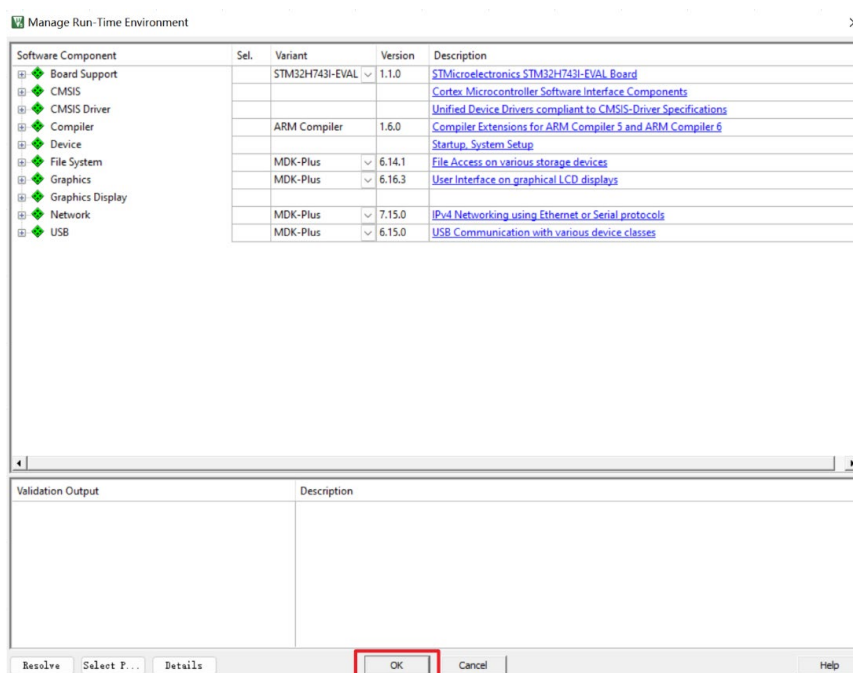 Manage Run-Time Environment
Software Component Sel. Variant Version Description
Board Support STM32H743I-EVAL 1.1.0 STMicroelectronics STM32H743I-EVAL Board
CMSIS Cortex Microcontroller Software Interface Components
CMSIS Driver Unified Device Drivers compliant to CMSIS-Driver Specifications
Compiler ARM Compiler 1.6.0 Compiler Extensions for ARM Compiler 5 and ARM Compiler 6
Device Startup, System Setup
File System MDK-Plus 6.14.1 File Access on various storage devices
Graphics MDK-Plus 6.16.3 User Interface on graphical LCD displays
Graphics Display
Network MDK-Plus 7.15.0 IPv4 Networking using Ethernet or Serial protocols
USB MDK-Plus 6.15.0 USB Communication with various device classes
Validation Output Description
Resolve Select P... Details OK Cancel Help